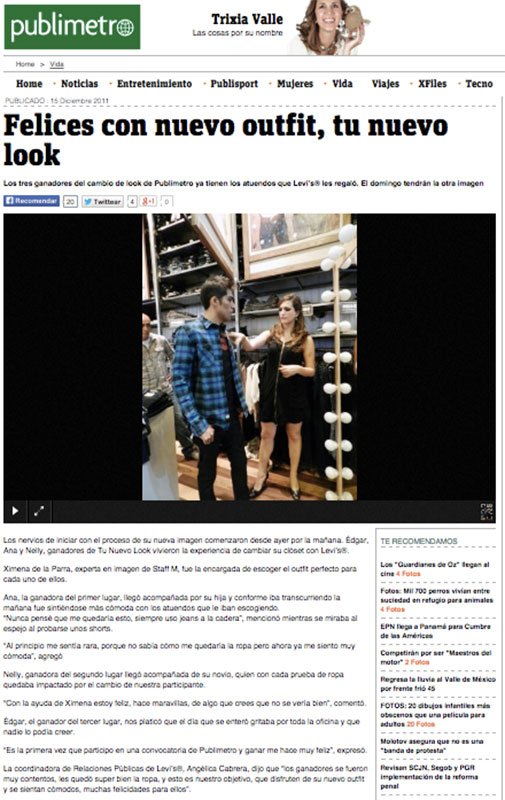 publimetro
Trixia Valle
Las cosas por su nombre
Home > Vida
Home Noticias Entretenimiento Publisport Mujeres Vida Viajes XFiles Tecno
PUBLICADO : 15 Diciembre 2011
Felices con nuevo outfit, tu nuevo
look
Los tres ganadores del cambio de look de Publimetro ya tienen los atuendos que Levi's® les regaló. El domingo tendrán la otra imagen
Recomendar 20 Twittear 4 g+1 0
Los nervios de iniciar con el proceso de su nueva imagen comenzaron desde ayer por la mañana. Édgar,
Ana y Nelly, ganadores de Tu Nuevo Look vivieron la experiencia de cambiar su clóset con Levi's®.
Ximena de la Parra, experta en imagen de Staff M, fue la encargada de escoger el outfit perfecto para
cada uno de ellos.
Ana, la ganadora del primer lugar, llegó acompañada por su hija y conforme iba transcurriendo la
mañana fue sintiéndose más cómoda con los atuendos que le iban escogiendo.
“Nunca pensé que me quedaría esto, siempre uso jeans a la cadera”, mencionó mientras se miraba al
espejo al probarse unos shorts.
“Al principio me sentía rara, porque no sabía cómo me quedaría la ropa pero ahora ya me siento muy
cómoda”, agregó
Nelly, ganadora del segundo lugar llegó acompañada de su novio, quien con cada prueba de ropa
quedaba impactado por el cambio de nuestra participante.
“Con la ayuda de Ximena estoy feliz, hace maravillas, de algo que crees que no se vería bien”, comentó.
Édgar, el ganador del tercer lugar, nos platicó que el día que se enteró gritaba por toda la oficina y que
nadie lo podía creer.
“Es la primera vez que participo en una convocatoria de Publimetro y ganar me hace muy feliz”, expresó.
La coordinadora de Relaciones Públicas de Levi's®, Angélica Cabrera, dijo que “los ganadores se fueron
muy contentos, les quedó super bien la ropa, y esto es nuestro objetivo, que disfruten de su nuevo outfit
y se sientan cómodos, muchas felicidades para ellos”.
TE RECOMENDAMOS
Los "Guardianes de Oz" llegan al
cine 4 Fotos
Fotos: Mil 700 perros vivían entre
suciedad en refugio para animales
4 Fotos
EPN llega a Panamá para Cumbre
de las Américas
Competirán por ser "Maestros del
motor" 2 Fotos
Regresa la lluvia al Valle de México
por frente frió 45
FOTOS: 20 dibujos infantiles más
obscenos que una película para
adultos 20 Fotos
Molotov asegura que no es una
"banda de protesta"
Revisan SCJN, Segob y PGR
implementación de la reforma
penal